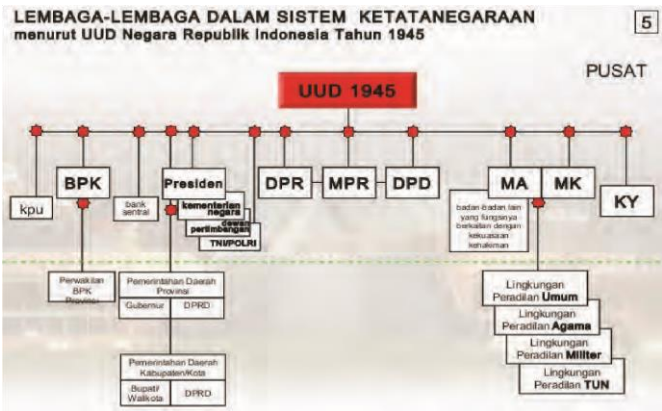 LEMBAGA-LEMBAGA DALAM SISTEM KETATANEGARAAN
menurut UUD Negara Republik Indonesia Tahun 1945
5
PUSAT
UUD 1945
kpu
BPK
bank
sentral
Presiden
kementerian
negara
dewan
pertimbangan
TNI/POLRI
DPR
MPR
DPD
MA
MK
KY
badan-badan lain
yang fungsinya
berkaitan dengan
kekuasaan
kehakiman
Perwakilan
BPK
Provinsi
Pemerintahan Daerah
Provinsi
Gubernur
DPRD
Pemerintahan Daerah
Kabupaten/Kota
Bupati/
Walikota
DPRD
Lingkungan
Peradilan Umum
Lingkungan
Peradilan Agama
Lingkungan
Peradilan Militer
Lingkungan
Peradilan TUN